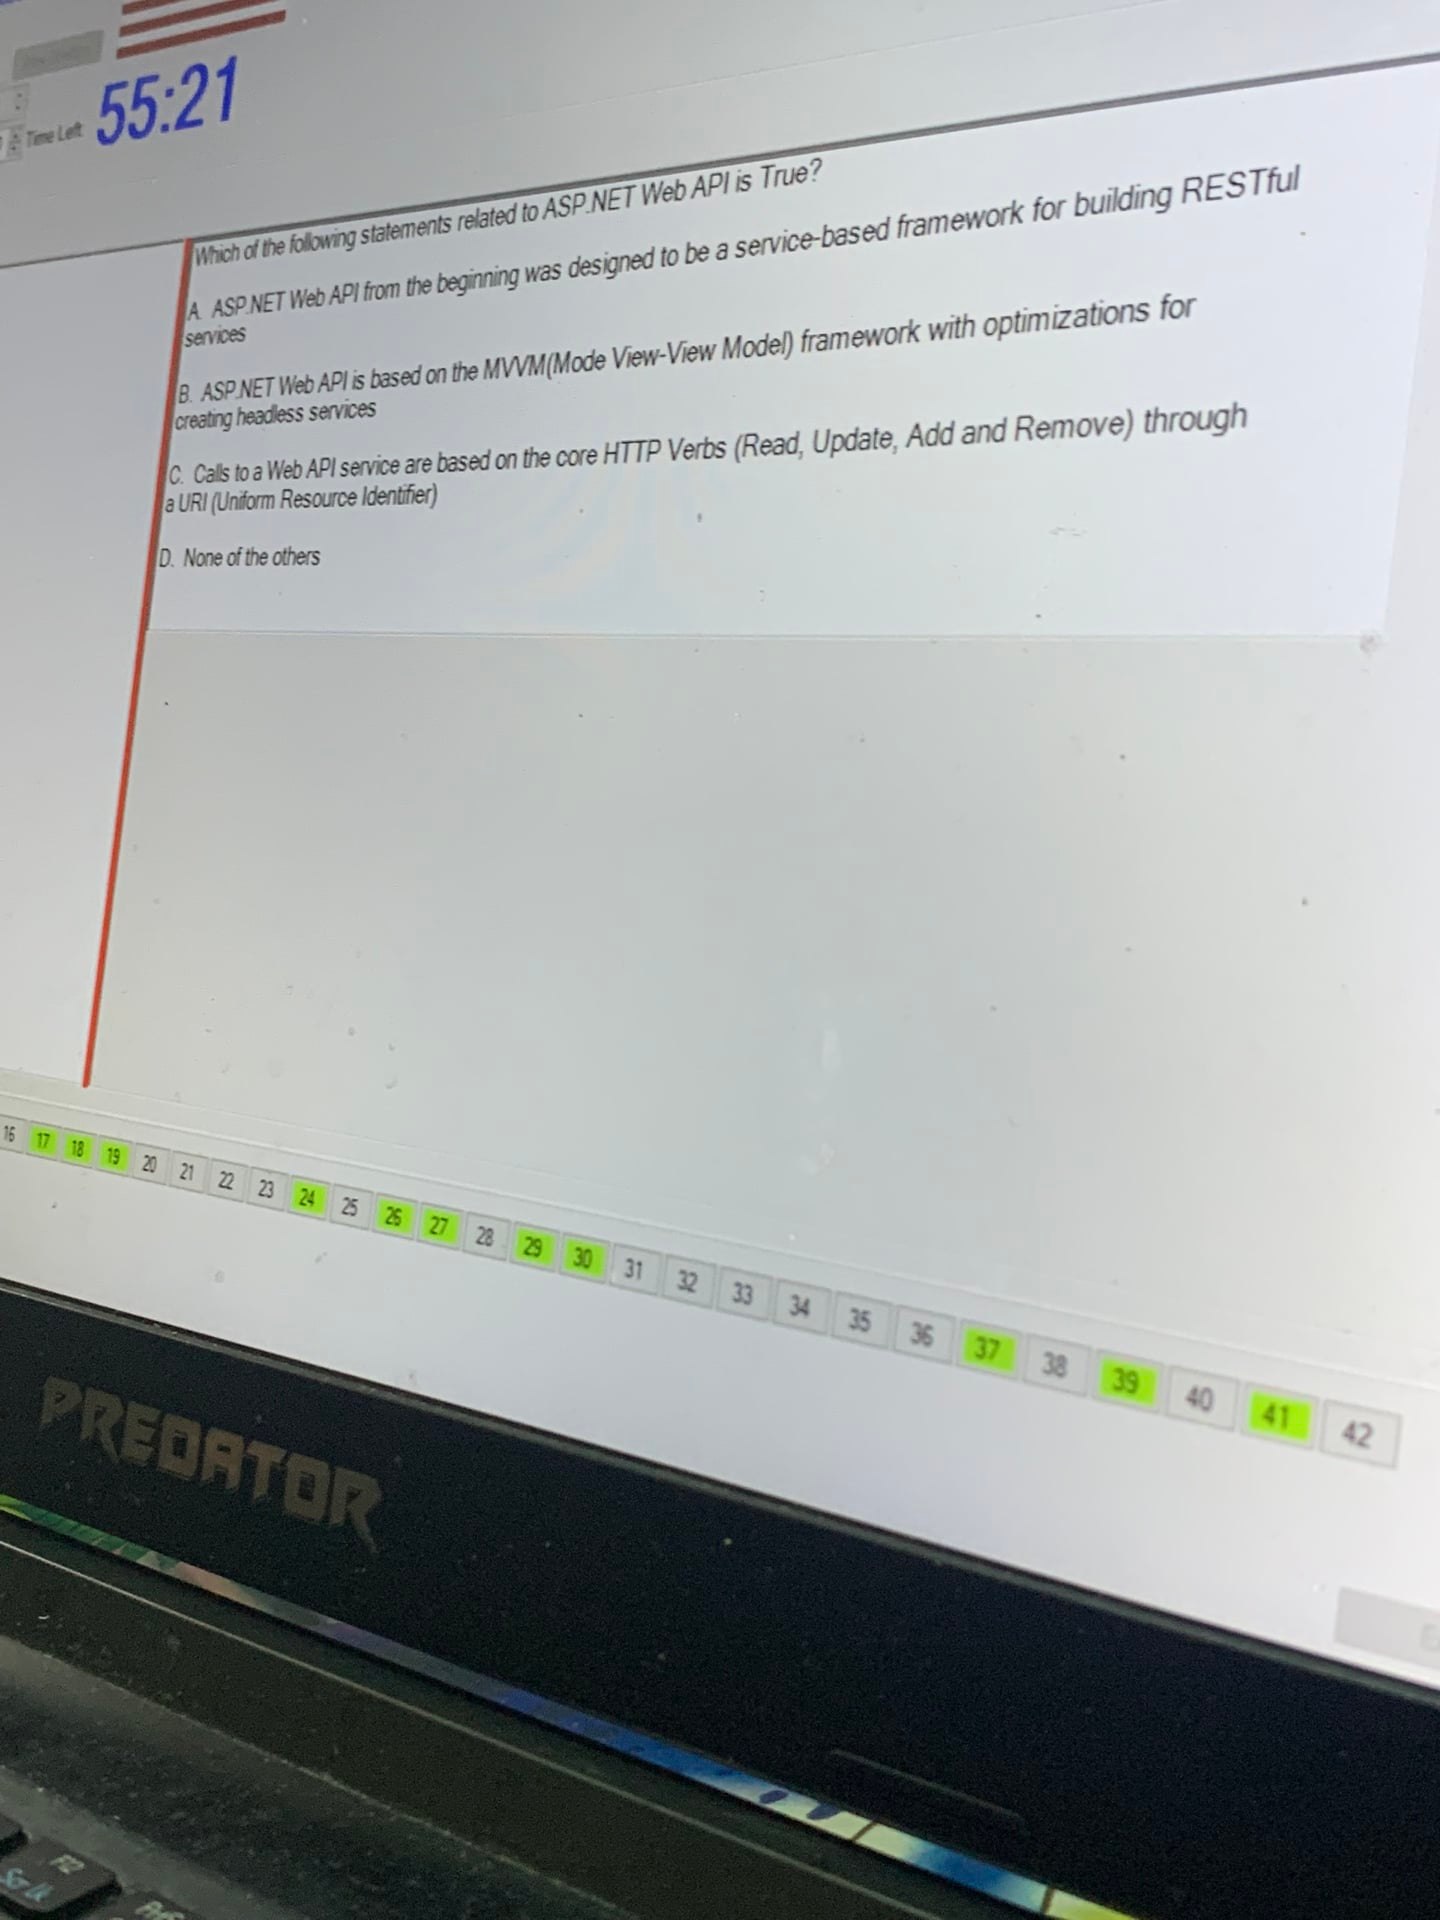 Time Left 55:21
Which of the following statements related to ASP.NET Web API is True?
A. ASP.NET Web API from the beginning was designed to be a service-based framework for building RESTful
services
B. ASP.NET Web API is based on the MVVM(Mode View-View Model) framework with optimizations for
creating headless services
C. Calls to a Web API service are based on the core HTTP Verbs (Read, Update, Add and Remove) through
a URI (Uniform Resource Identifier)
D. None of the others
16 17 18 19 20 21 22 23 24 25 26 27 28 29 30 31 32 33 34 35 36 37 38 39 40 41 42
PREDATOR
F12
Scr Lk